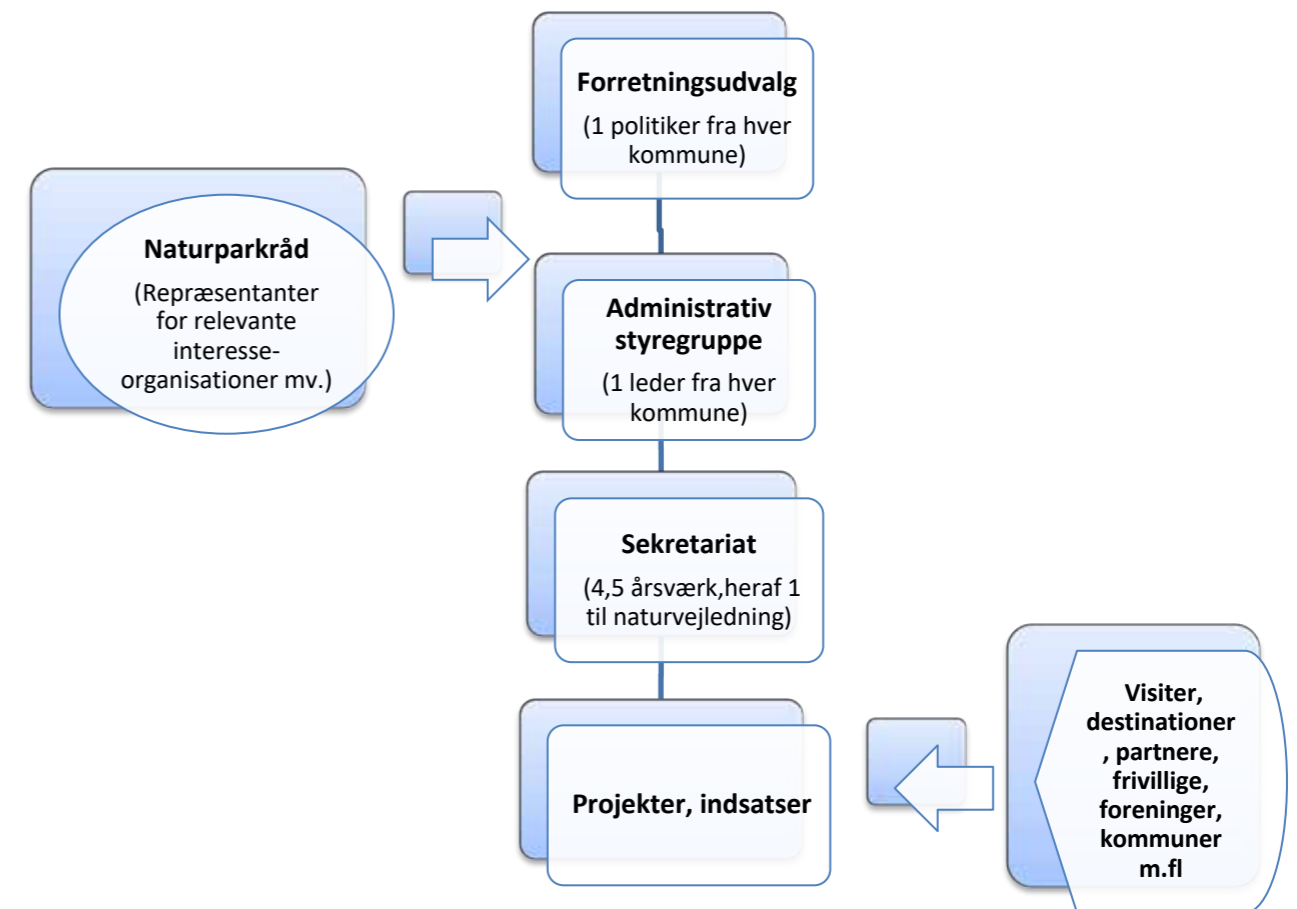 Forretningsudvalg
(1 politiker fra hver
kommune)
Naturparkråd
(Repræsentanter
for relevante
interesse-
organisationer mv.)
Administrativ
styregruppe
(1 leder fra hver
kommune)
Sekretariat
(4,5 årsværk,heraf 1
til naturvejledning)
Projekter, indsatser
Visiter,
destinationer
, partnere,
frivillige,
foreninger,
kommuner
m.fl